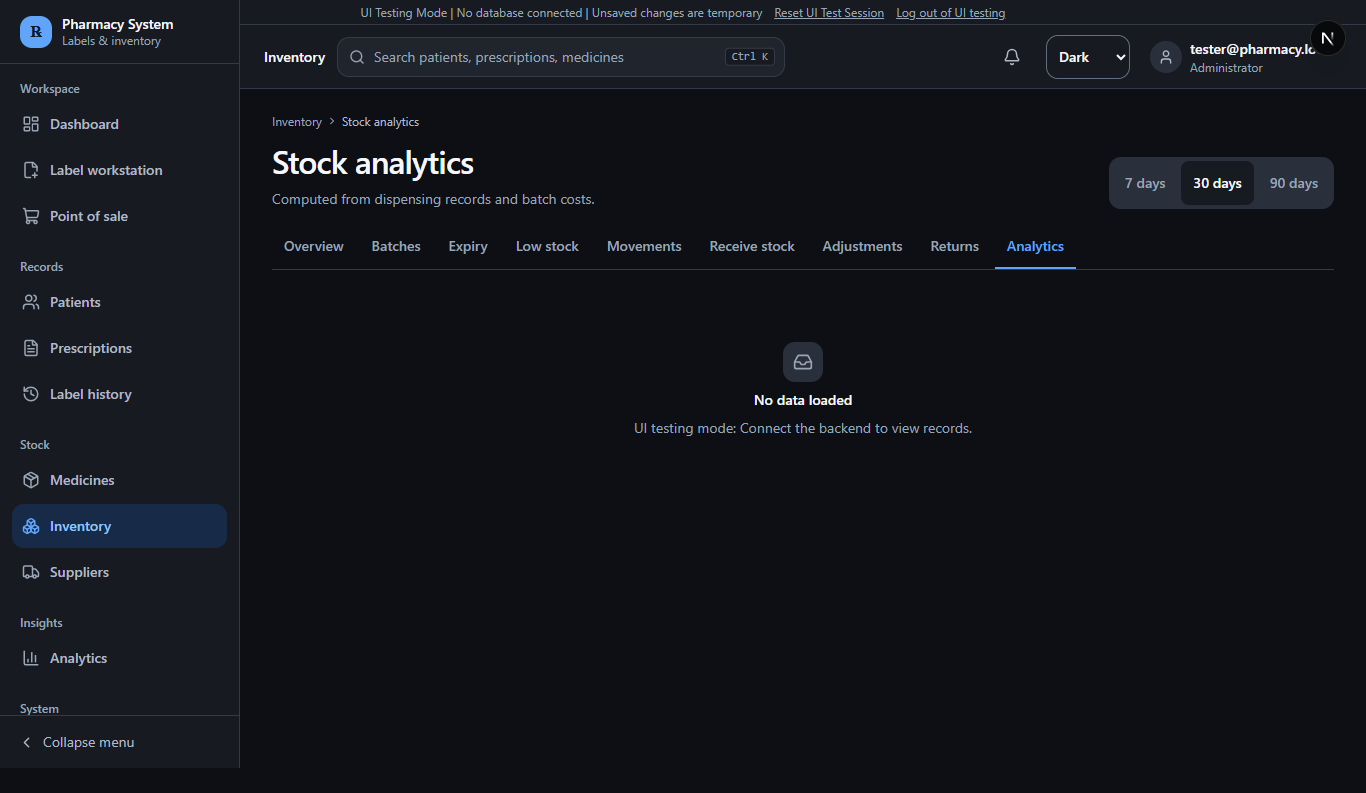 UI Testing Mode | No database connected | Unsaved changes are temporary Reset UI Test Session Log out of UI testing
Pharmacy System
Labels & inventory
Workspace
Dashboard
Label workstation
Point of sale
Records
Patients
Prescriptions
Label history
Stock
Medicines
Inventory
Suppliers
Insights
Analytics
System
Collapse menu
Inventory
Search patients, prescriptions, medicines
Ctrl K
Dark
tester@pharmacy.lo
Administrator
N
Inventory > Stock analytics
Stock analytics
Computed from dispensing records and batch costs.
7 days 30 days 90 days
Overview Batches Expiry Low stock Movements Receive stock Adjustments Returns Analytics
No data loaded
UI testing mode: Connect the backend to view records.